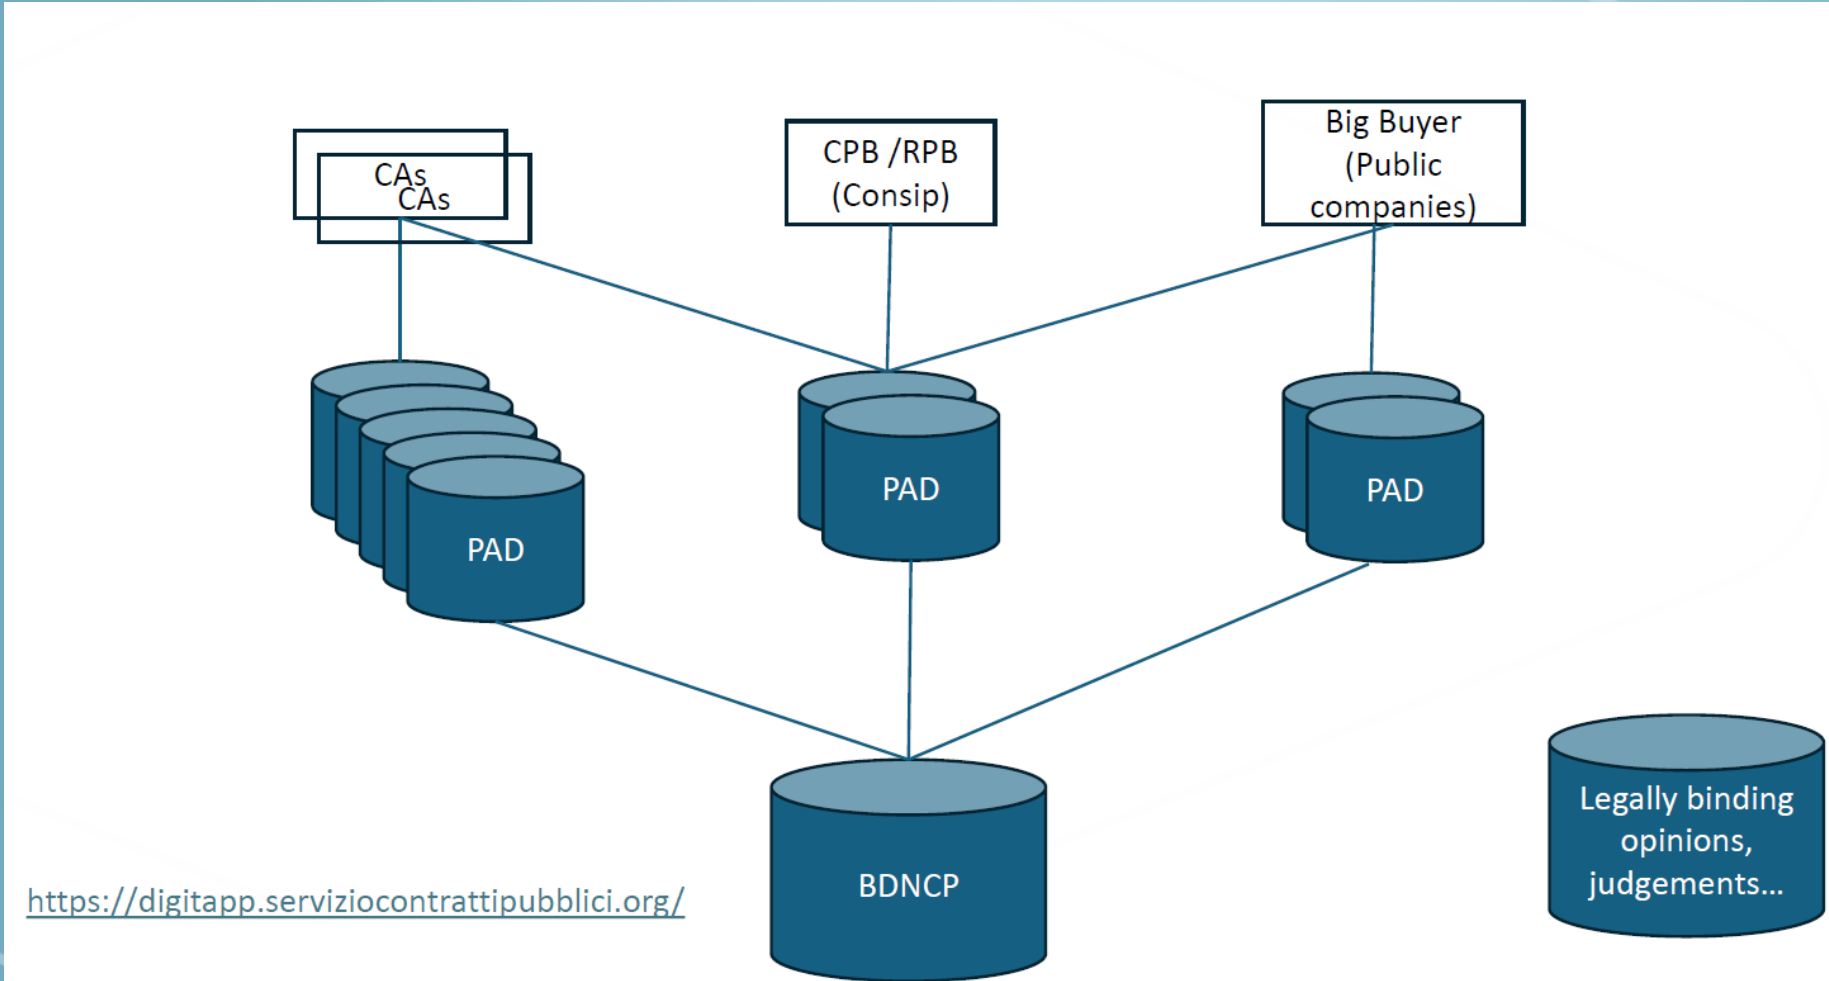 CAs
CAs
CPB /RPB
(Consip)
Big Buyer
(Public
companies)
PAD
PAD
PAD
BDNCP
Legally binding
opinions,
judgements...
https://digitapp.serviziocontrattipubblici.org/